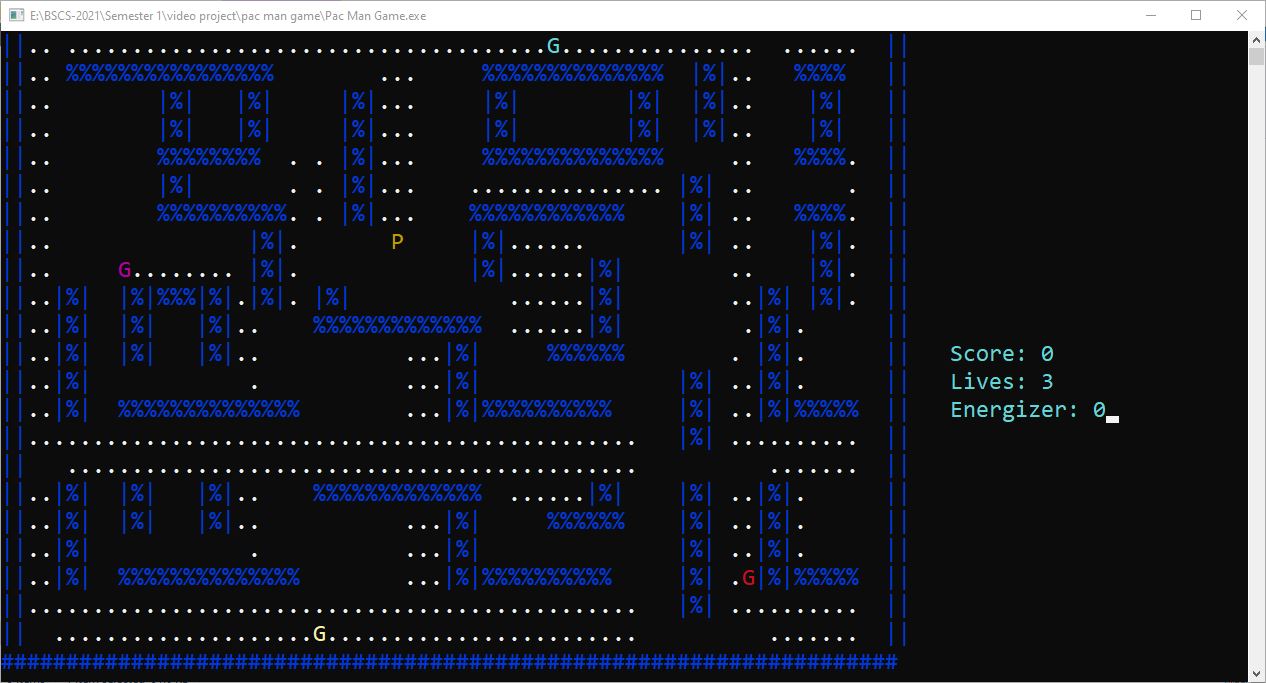 ||.. .....................................G...............  ......  ||
||.. %%%%%%%%%%%%%%%%        ...     %%%%%%%%%%%%%%  |%|..   %%%%   ||
||..        |%|   |%|     |%|...     |%|        |%|  |%|..    |%|   ||
||..        |%|   |%|     |%|...     |%|        |%|  |%|..    |%|   ||
||..        %%%%%%%%  . . |%|...     %%%%%%%%%%%%%%     ..   %%%%.  ||
||..        |%|       . . |%|...    ............... |%| ..       .  ||
||..        %%%%%%%%%%. . |%|...    %%%%%%%%%%%%    |%| ..   %%%%.  ||
||..               |%|.       P     |%|......       |%| ..    |%|.  ||
||..     G........ |%|.             |%|......|%|        ..    |%|.  ||
||..|%|  |%|%%%|%|.|%|. |%|            ......|%|        ..|%| |%|.  ||
||..|%|  |%|   |%|..    %%%%%%%%%%%%%  ......|%|         .|%|.      ||
||..|%|  |%|   |%|..           ...|%|     %%%%%%        . |%|.      ||   Score: 0
||..|%|            .           ...|%|               |%| ..|%|.      ||   Lives: 3
||..|%|  %%%%%%%%%%%%%%        ...|%|%%%%%%%%%%     |%| ..|%|%%%%%  ||   Energizer: 0
||...............................................   |%| ..........  ||
||   ............................................          .......  ||
||..|%|  |%|   |%|..    %%%%%%%%%%%%%  ......|%|    |%| ..|%|.      ||
||..|%|  |%|   |%|..           ...|%|     %%%%%%    |%| ..|%|.      ||
||..|%|            .           ...|%|               |%| ..|%|.      ||
||..|%|  %%%%%%%%%%%%%%        ...|%|%%%%%%%%%%     |%| .G|%|%%%%%  ||
||...............................................   |%| ..........  ||
||  ....................G........................          .......  ||
#####################################################################
E:\BSCS-2021\Semester 1\video project\pac man game\Pac Man Game.exe